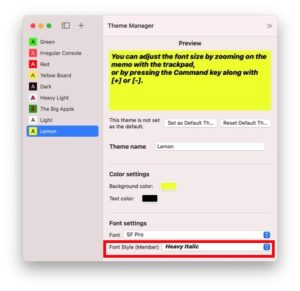 Theme Manager
A Green
A Irregular Console
A Red
A Yellow Board
A Dark
A Heavy Light
A The Big Apple
A Light
A Lemon
Preview
You can adjust the font size by zooming on the
memo with the trackpad,
or by pressing the Command key along with
[+] or [-].
This theme is not set
as the default.
Set as Default Th...
Reset Default Th...
Theme name
Lemon
Color settings
Background color:
Text color:
Font settings
Font
SF Pro
Font Style (Member)
Heavy Italic